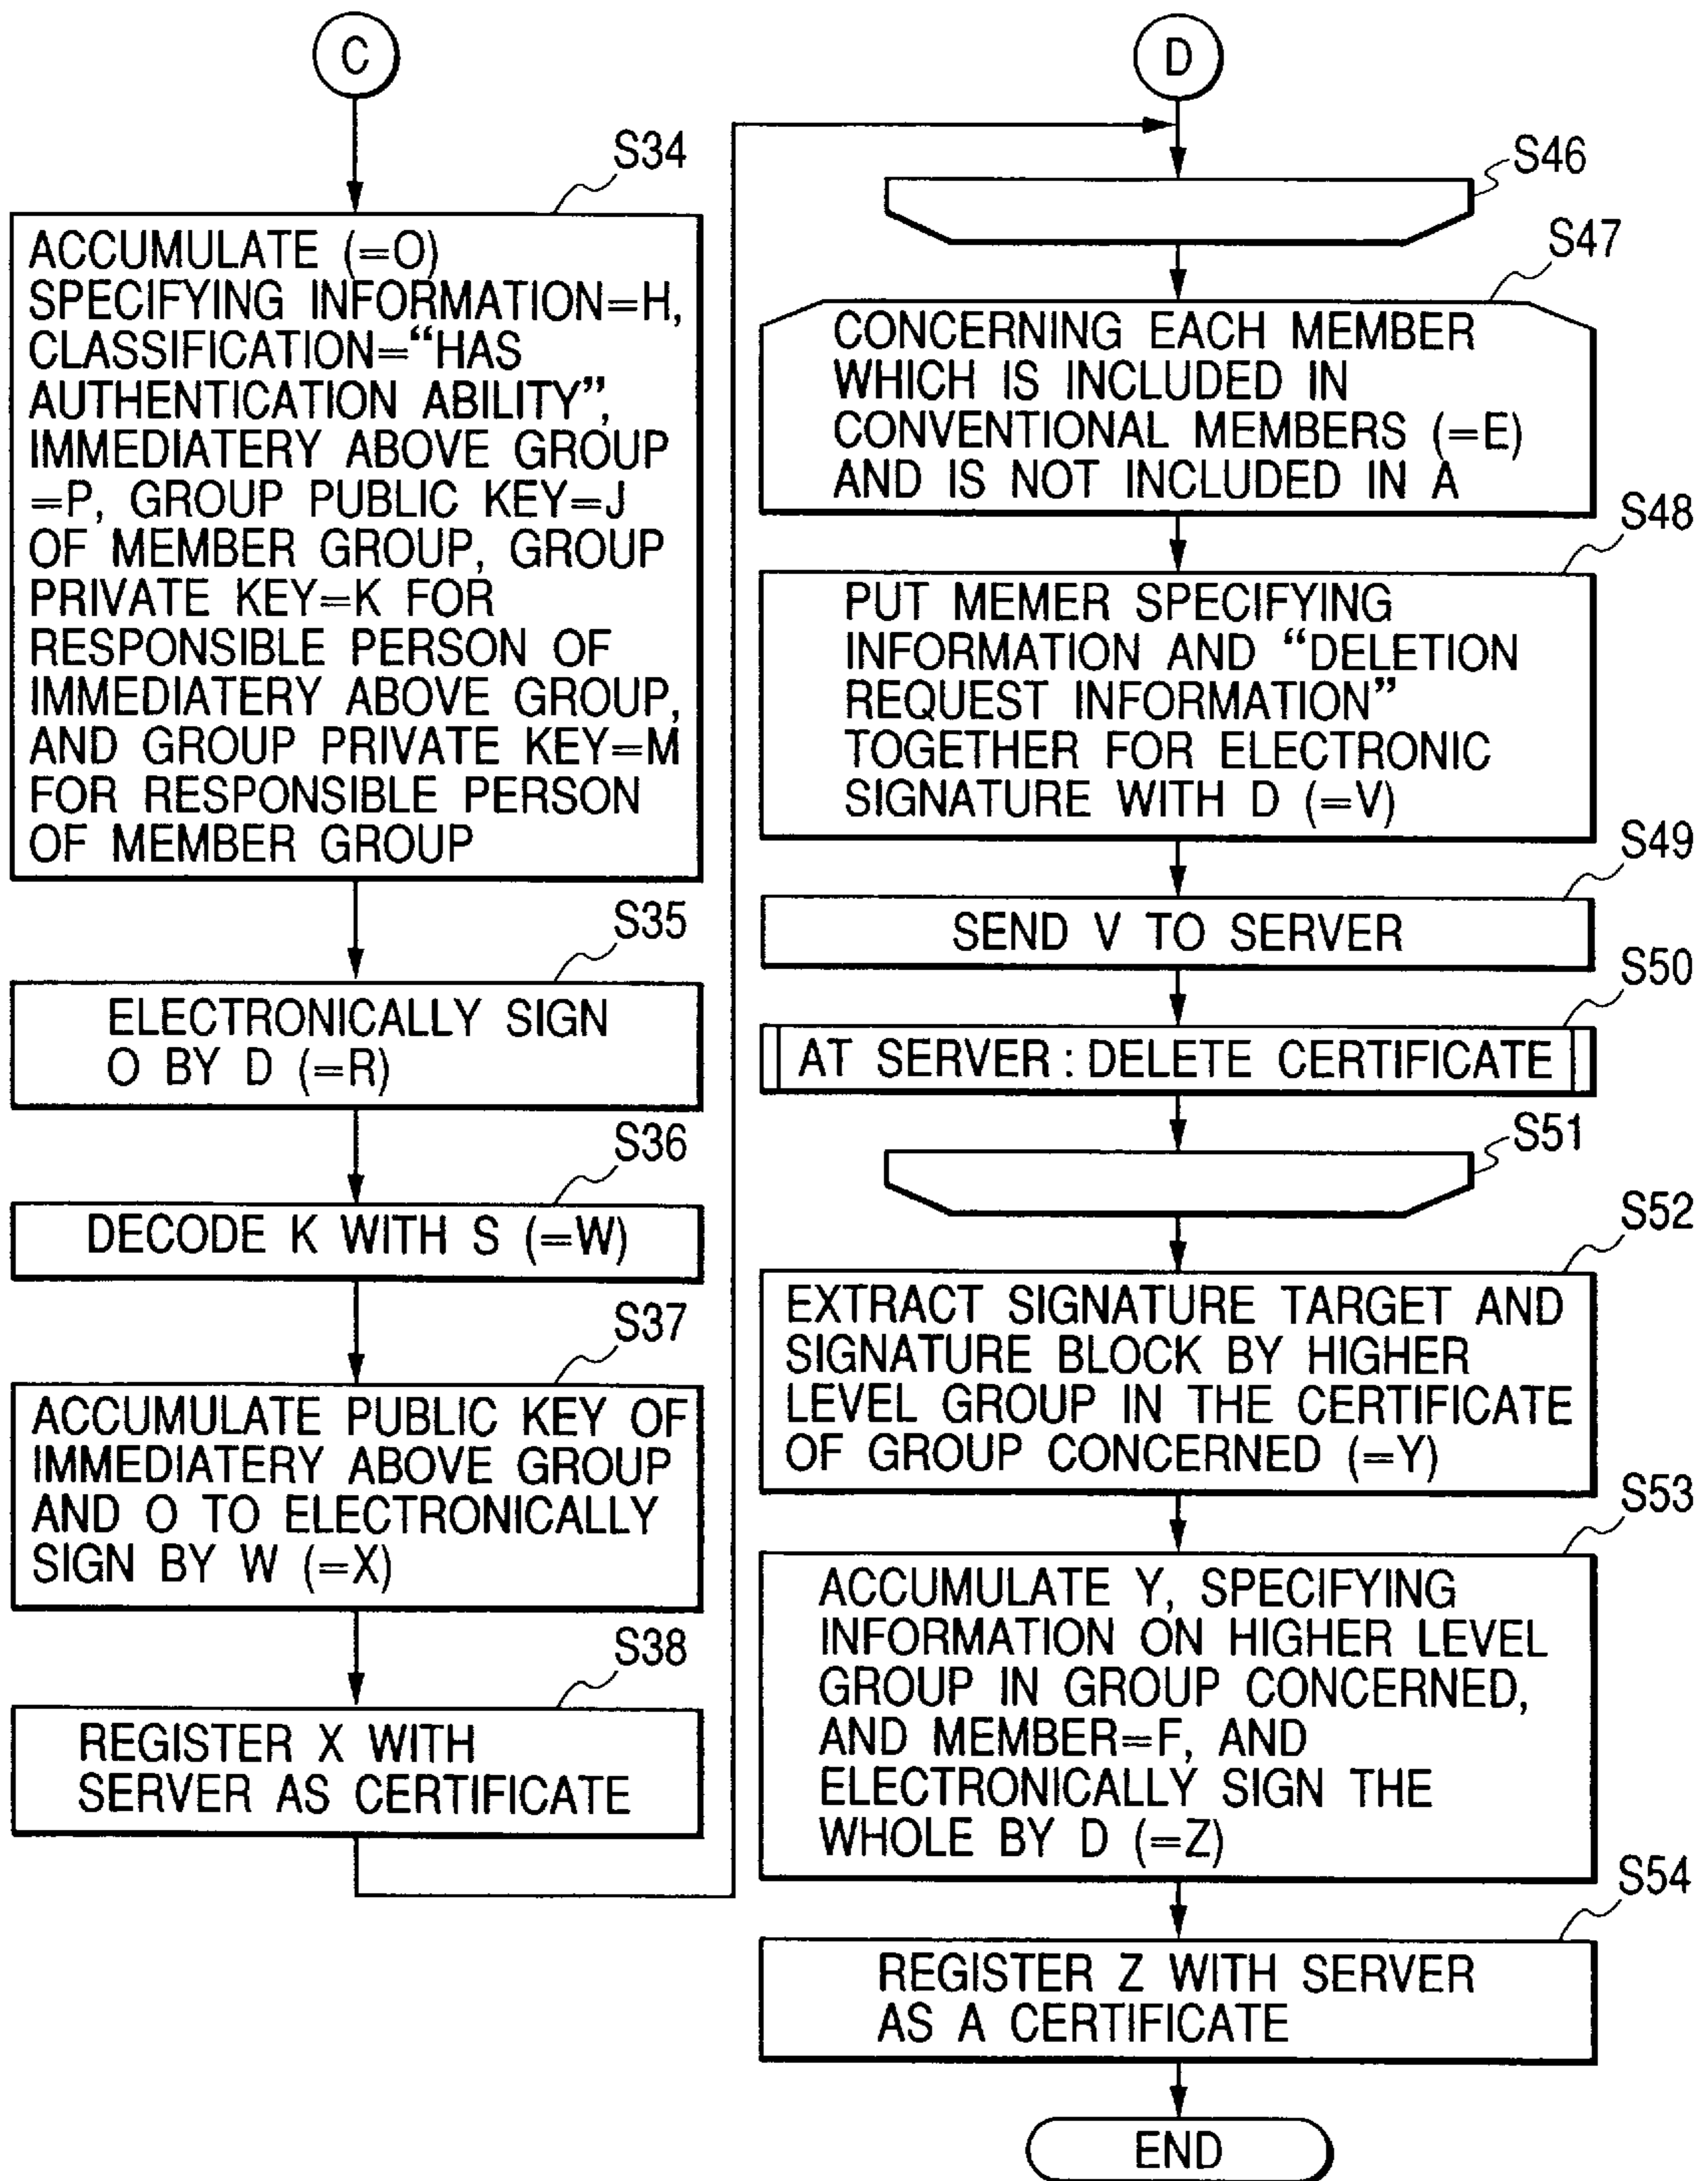 C
S34
ACCUMULATE (=O)
SPECIFYING INFORMATION=H,
CLASSIFICATION=“HAS
AUTHENTICATION ABILITY”,
IMMEDIATERY ABOVE GROUP
=P, GROUP PUBLIC KEY=J
OF MEMBER GROUP, GROUP
PRIVATE KEY=K FOR
RESPONSIBLE PERSON OF
IMMEDIATERY ABOVE GROUP,
AND GROUP PRIVATE KEY=M
FOR RESPONSIBLE PERSON
OF MEMBER GROUP
S35
ELECTRONICALLY SIGN
O BY D (=R)
S36
DECODE K WITH S (=W)
S37
ACCUMULATE PUBLIC KEY OF
IMMEDIATERY ABOVE GROUP
AND O TO ELECTRONICALLY
SIGN BY W (=X)
S38
REGISTER X WITH
SERVER AS CERTIFICATE
D
S46
S47
CONCERNING EACH MEMBER
WHICH IS INCLUDED IN
CONVENTIONAL MEMBERS (=E)
AND IS NOT INCLUDED IN A
S48
PUT MEMER SPECIFYING
INFORMATION AND “DELETION
REQUEST INFORMATION”
TOGETHER FOR ELECTRONIC
SIGNATURE WITH D (=V)
S49
SEND V TO SERVER
S50
AT SERVER : DELETE CERTIFICATE
S51
S52
EXTRACT SIGNATURE TARGET AND
SIGNATURE BLOCK BY HIGHER
LEVEL GROUP IN THE CERTIFICATE
OF GROUP CONCERNED (=Y)
S53
ACCUMULATE Y, SPECIFYING
INFORMATION ON HIGHER LEVEL
GROUP IN GROUP CONCERNED,
AND MEMBER=F, AND
ELECTRONICALLY SIGN THE
WHOLE BY D (=Z)
S54
REGISTER Z WITH SERVER
AS A CERTIFICATE
END